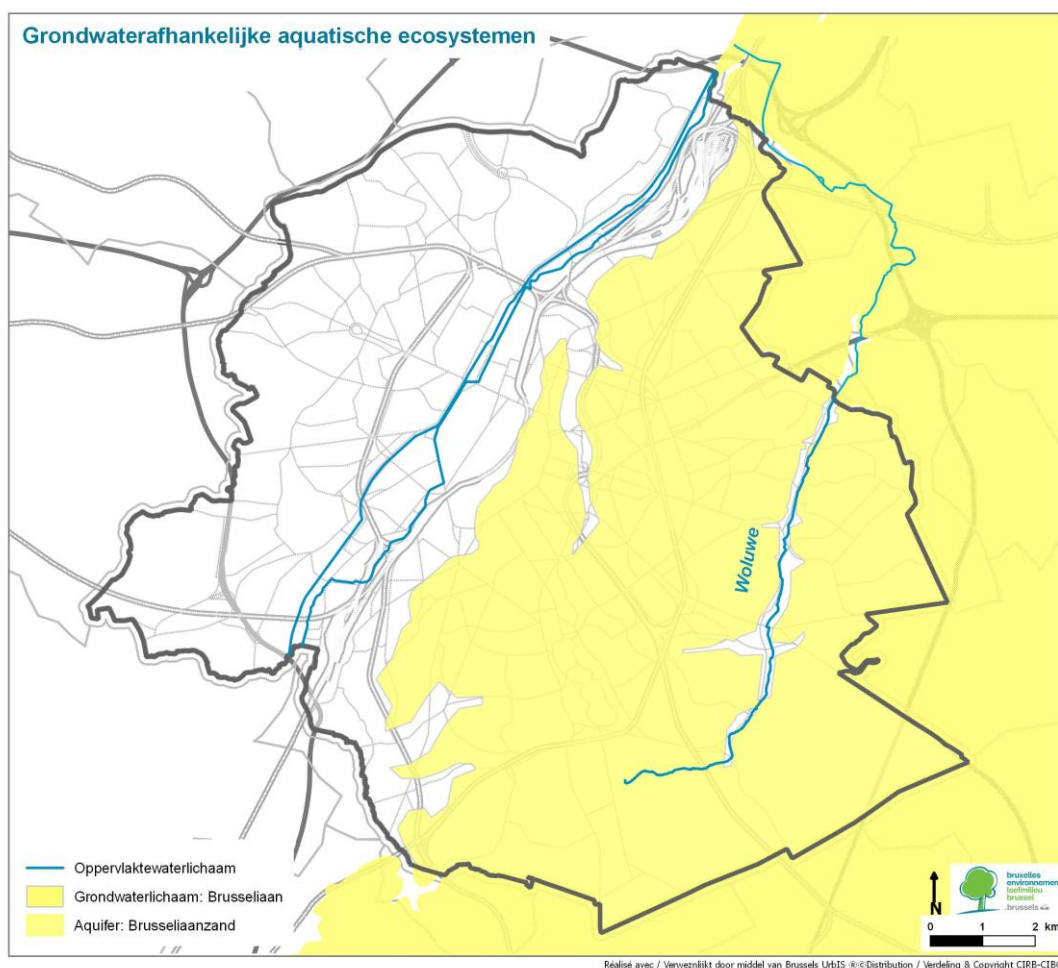 Grondwaterafhankelijke aquatische ecosystemen
Woluwe
Oppervlaktewaterlichaam
Grondwaterlichaam: Brusseliaan
Aquifer: Brusseliaanzand
N
bruxelles
environnement
leefmilieu
brussel
.brussels
0 1 2 km
Réalisé avec / Verweznlijkt door middel van Brussels UrbIS ®©Distribution / Verdeling & Copyright CIRB-CIBG